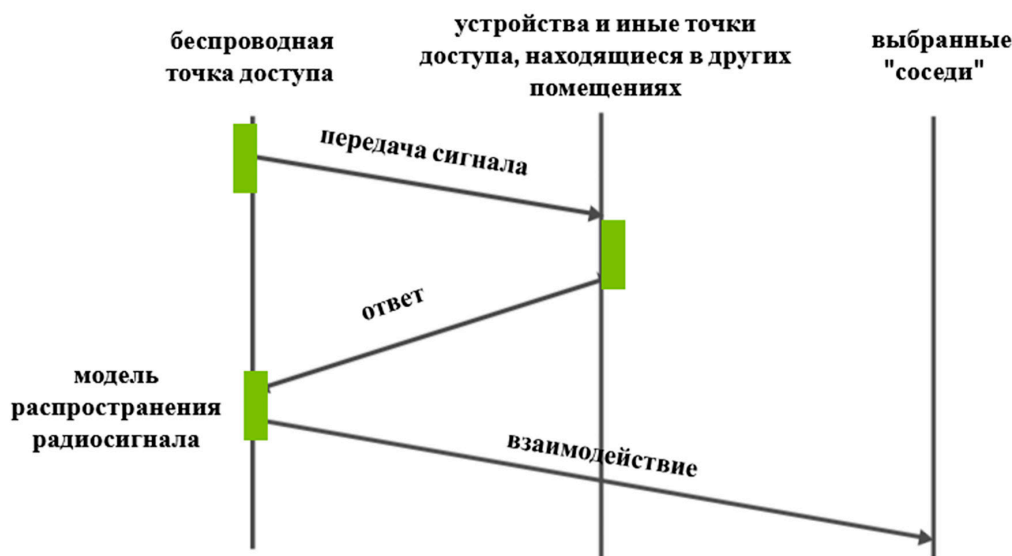 беспроводная
точка доступа
устройства и иные точки
доступа, находящиеся в других
помещениях
выбранные
"соседи"
передача сигнала
ответ
модель
распространения
радиосигнала
взаимодействие